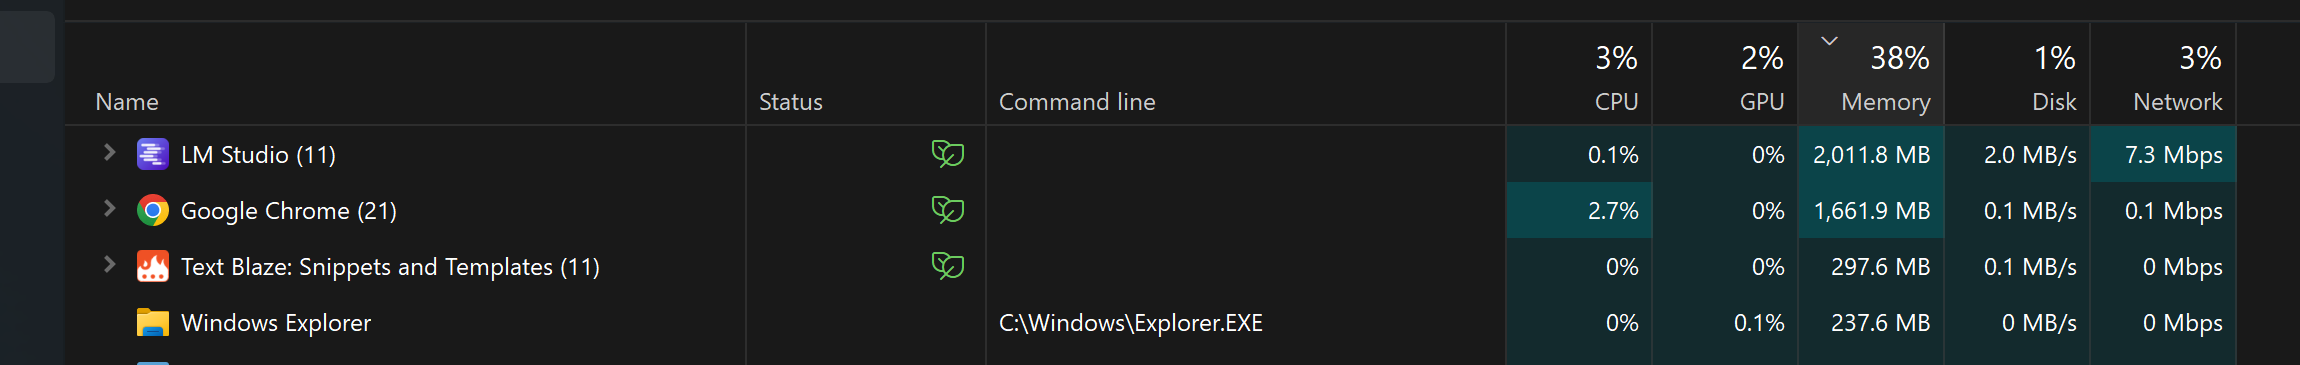 3% 2% 38% 1% 3%
Name Status Command line CPU GPU Memory Disk Network
LM Studio (11) 0.1% 0% 2,011.8 MB 2.0 MB/s 7.3 Mbps
Google Chrome (21) 2.7% 0% 1,661.9 MB 0.1 MB/s 0.1 Mbps
Text Blaze: Snippets and Templates (11) 0% 0% 297.6 MB 0.1 MB/s 0 Mbps
Windows Explorer C:\Windows\Explorer.EXE 0% 0.1% 237.6 MB 0 MB/s 0 Mbps